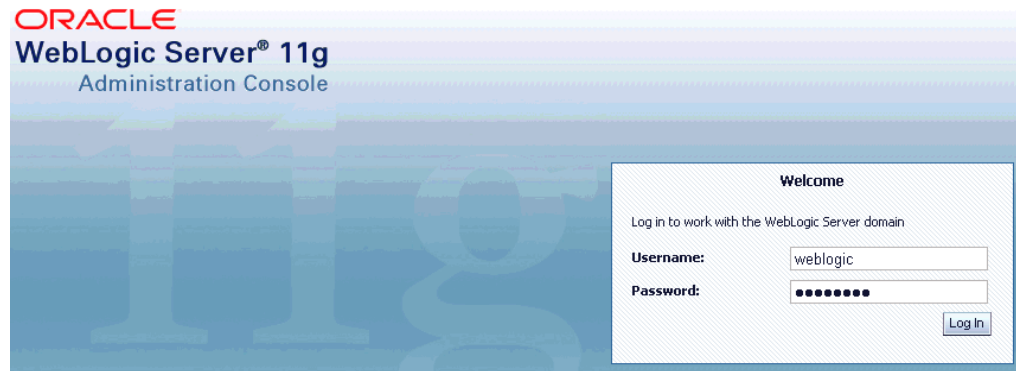 ORACLE
WebLogic Server® 11g
Administration Console
11g
Welcome
Log in to work with the WebLogic Server domain
Username: weblogic
Password: ●●●●●●●●
Log In